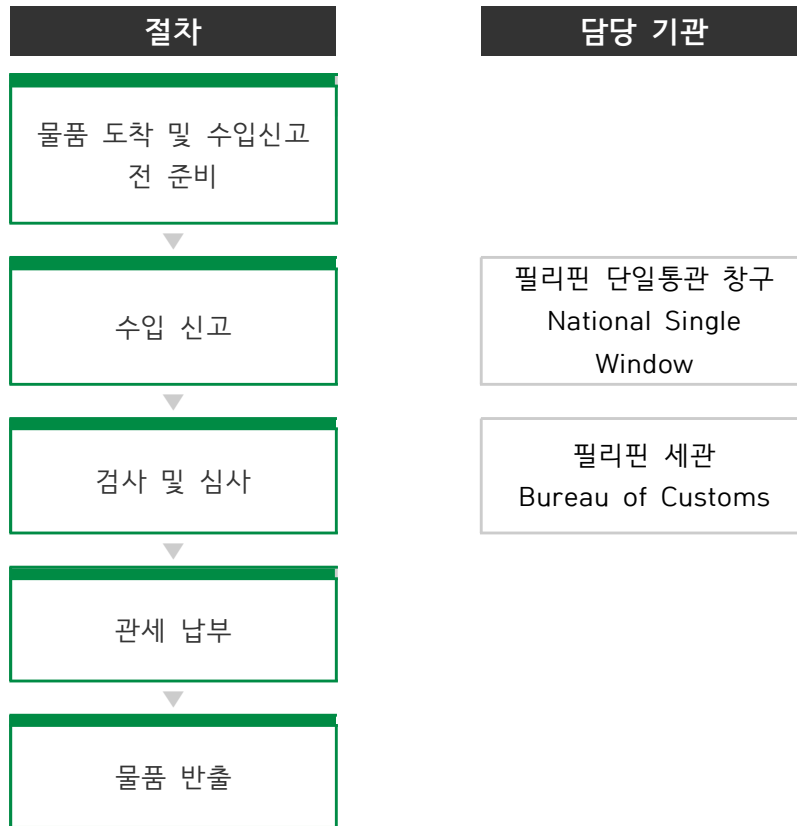 절차
담당 기관
물품 도착 및 수입신고
전 준비
수입 신고
필리핀 단일통관 창구
National Single
Window
검사 및 심사
필리핀 세관
Bureau of Customs
관세 납부
물품 반출